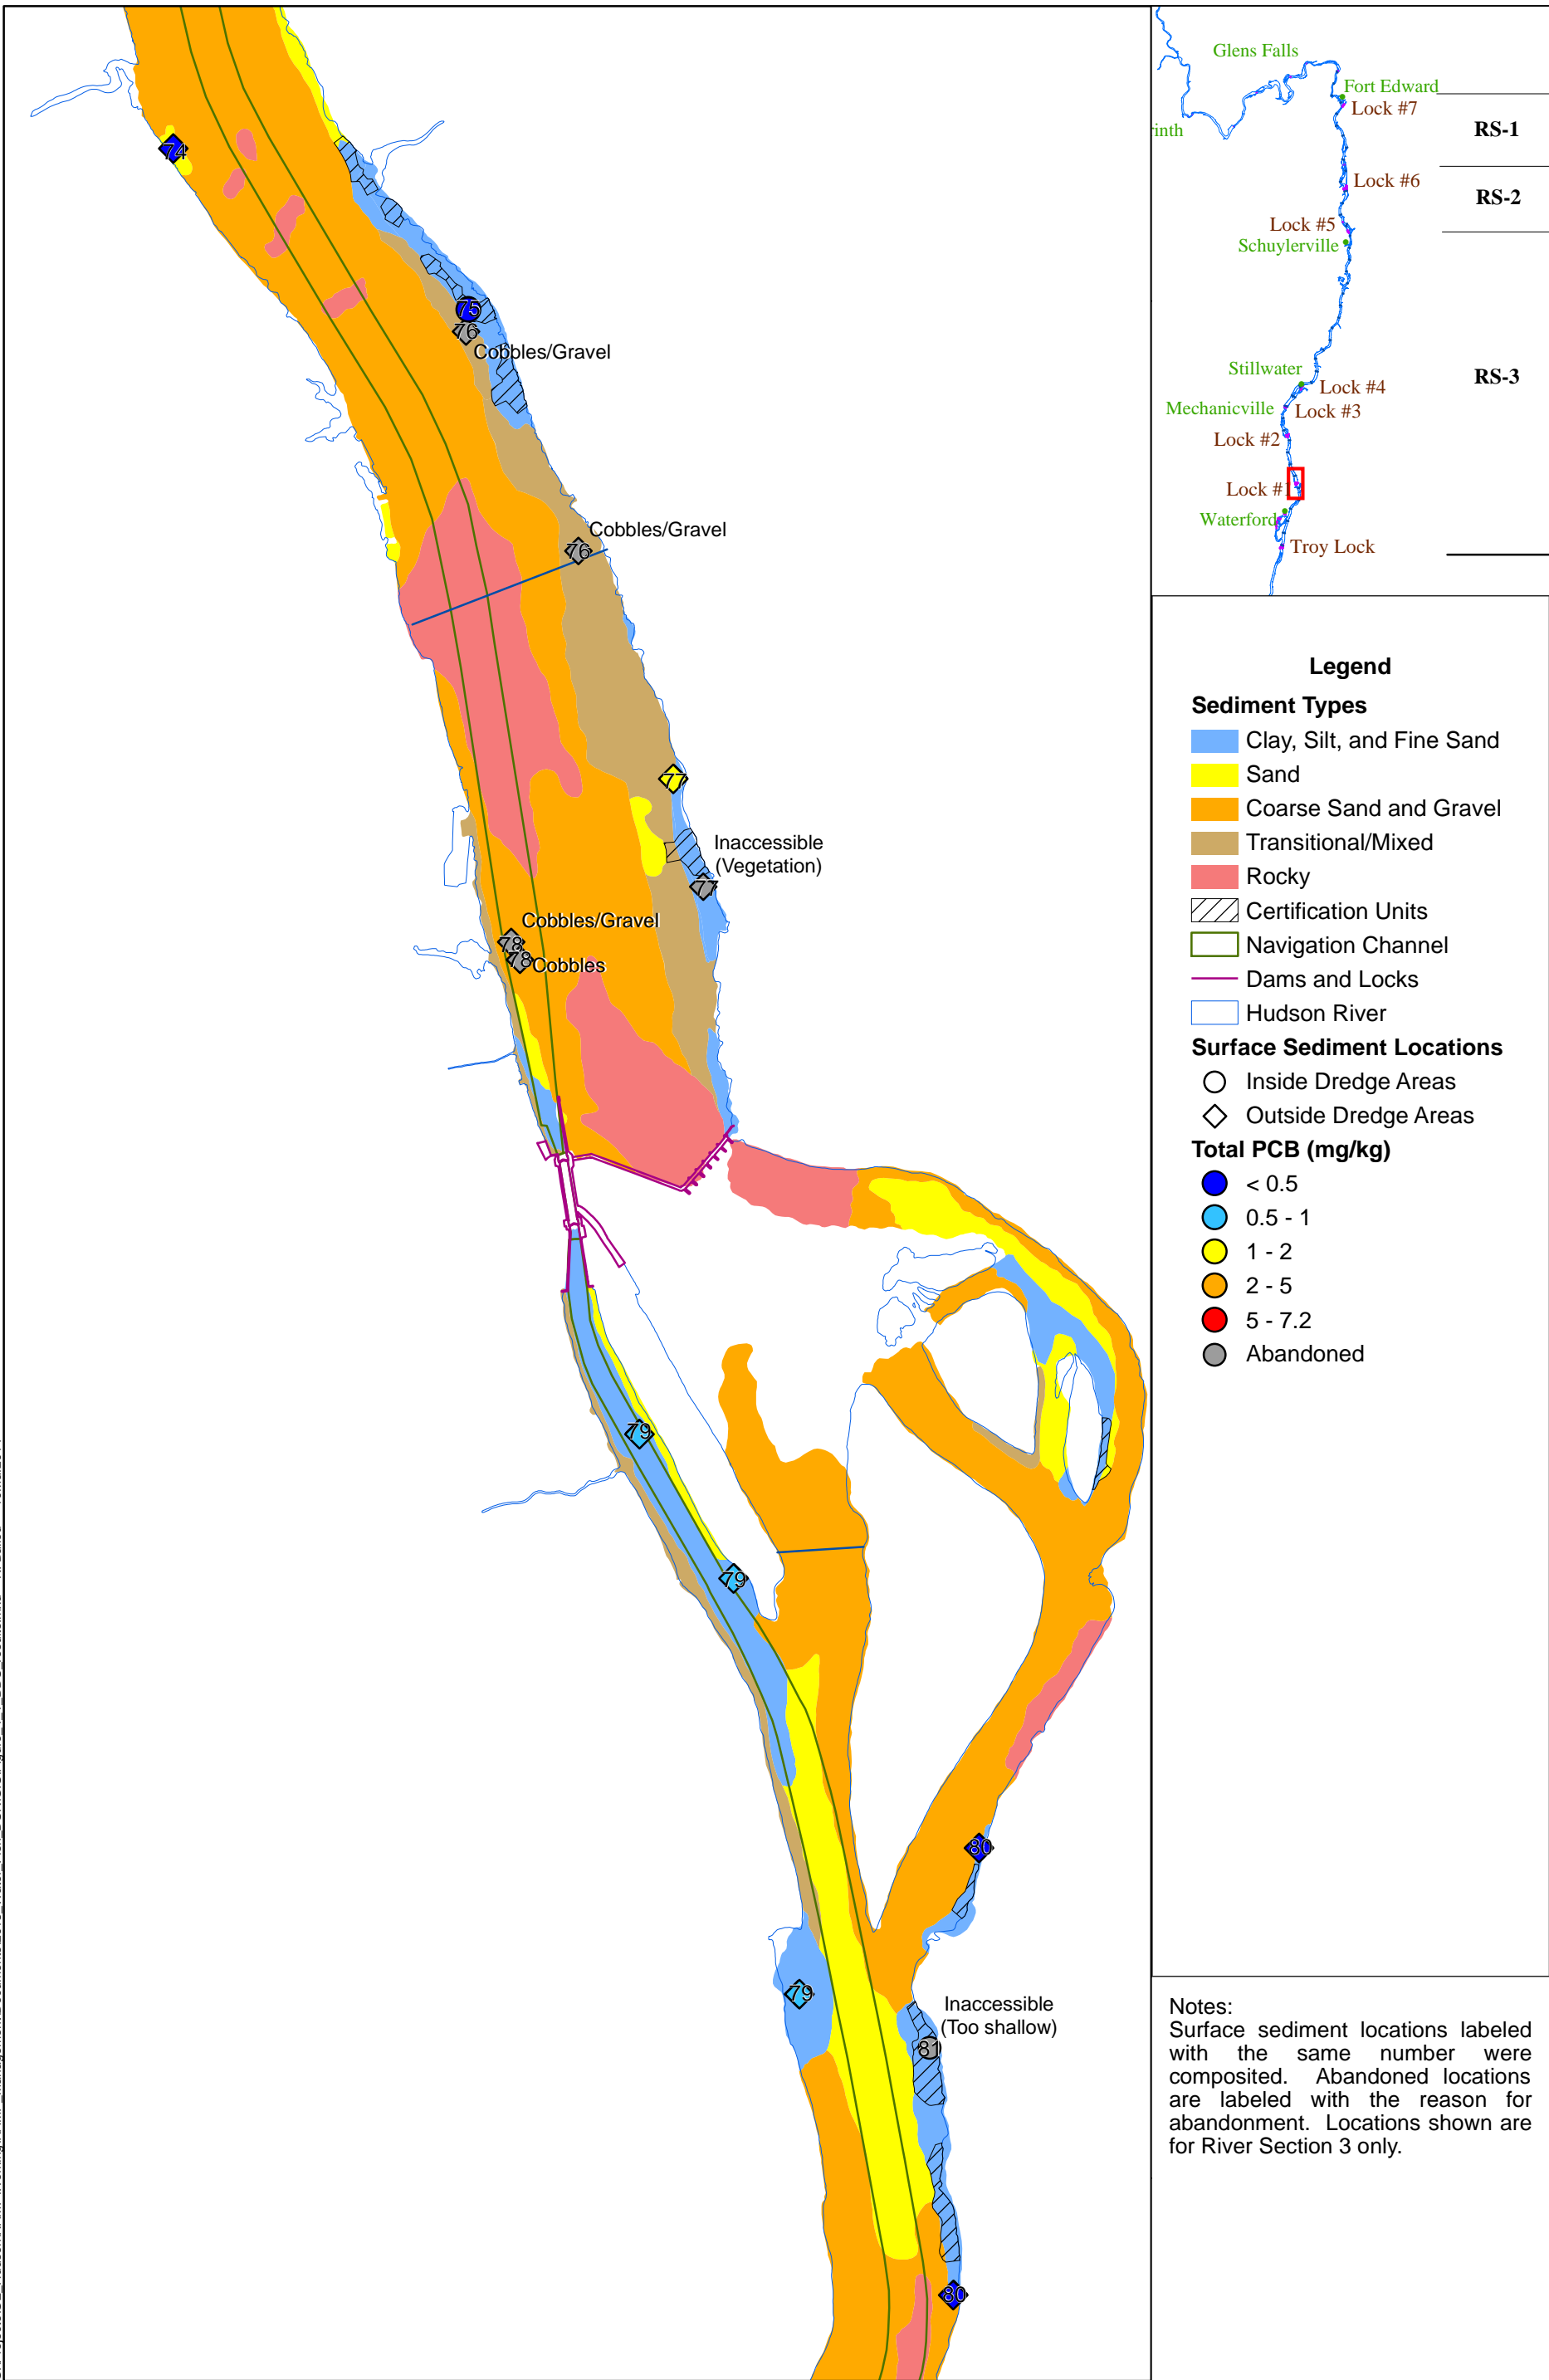 74
75
76
Cobbles/Gravel
Cobbles/Gravel
76
77
Inaccessible
(Vegetation)
77
Cobbles/Gravel
78
78
Cobbles
79
79
80
79
Inaccessible
(Too shallow)
81
80
Glens Falls
Fort Edward
Lock #7
rinth
RS-1
Lock #6
RS-2
Lock #5
Schuylerville
RS-3
Stillwater
Lock #4
Mechanicville
Lock #3
Lock #2
Lock #1
Waterford
Troy Lock
Legend
Sediment Types
Clay, Silt, and Fine Sand
Sand
Coarse Sand and Gravel
Transitional/Mixed
Rocky
Certification Units
Navigation Channel
Dams and Locks
Hudson River
Surface Sediment Locations
Inside Dredge Areas
Outside Dredge Areas
Total PCB (mg/kg)
< 0.5
0.5 - 1
1 - 2
2 - 5
5 - 7.2
Abandoned
Notes:
Surface sediment locations labeled
with the same number were
composited. Abandoned locations
are labeled with the reason for
abandonment. Locations shown are
for River Section 3 only.